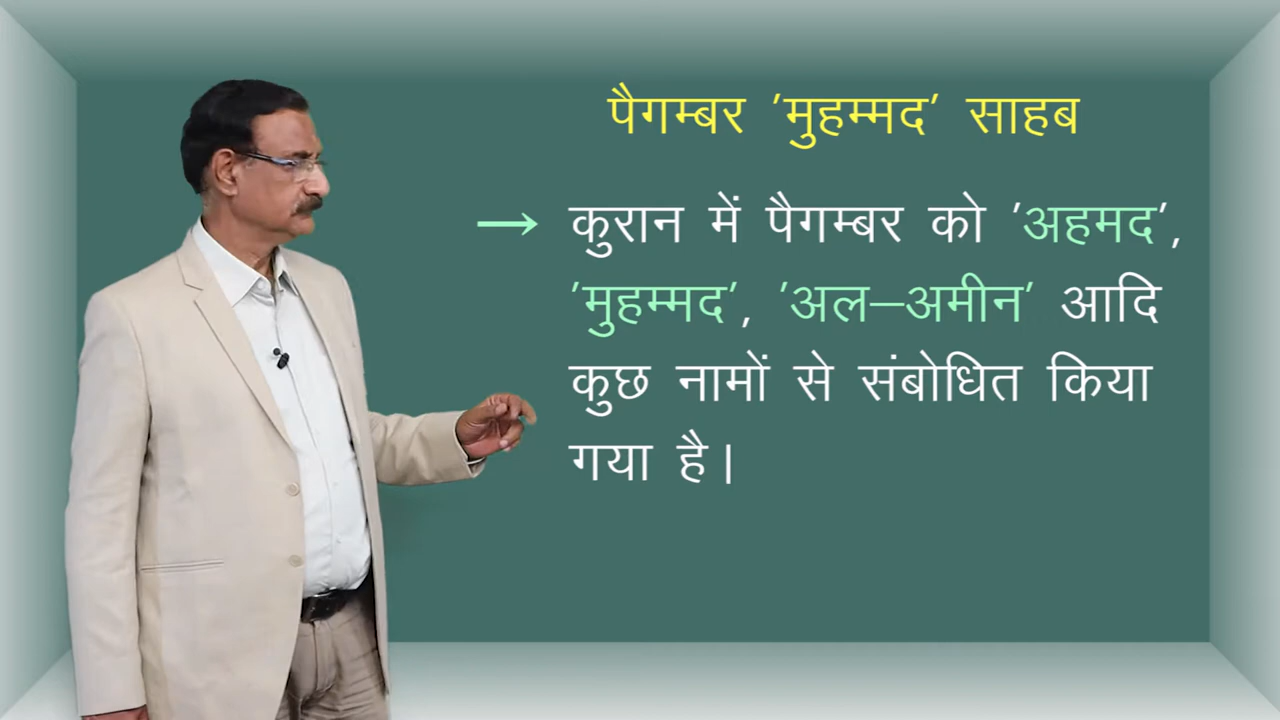 पैगम्बर 'मुहम्मद' साहब
→ कुरान में पैगम्बर को 'अहमद',
'मुहम्मद', 'अल–अमीन' आदि
कुछ नामों से संबोधित किया
गया है।